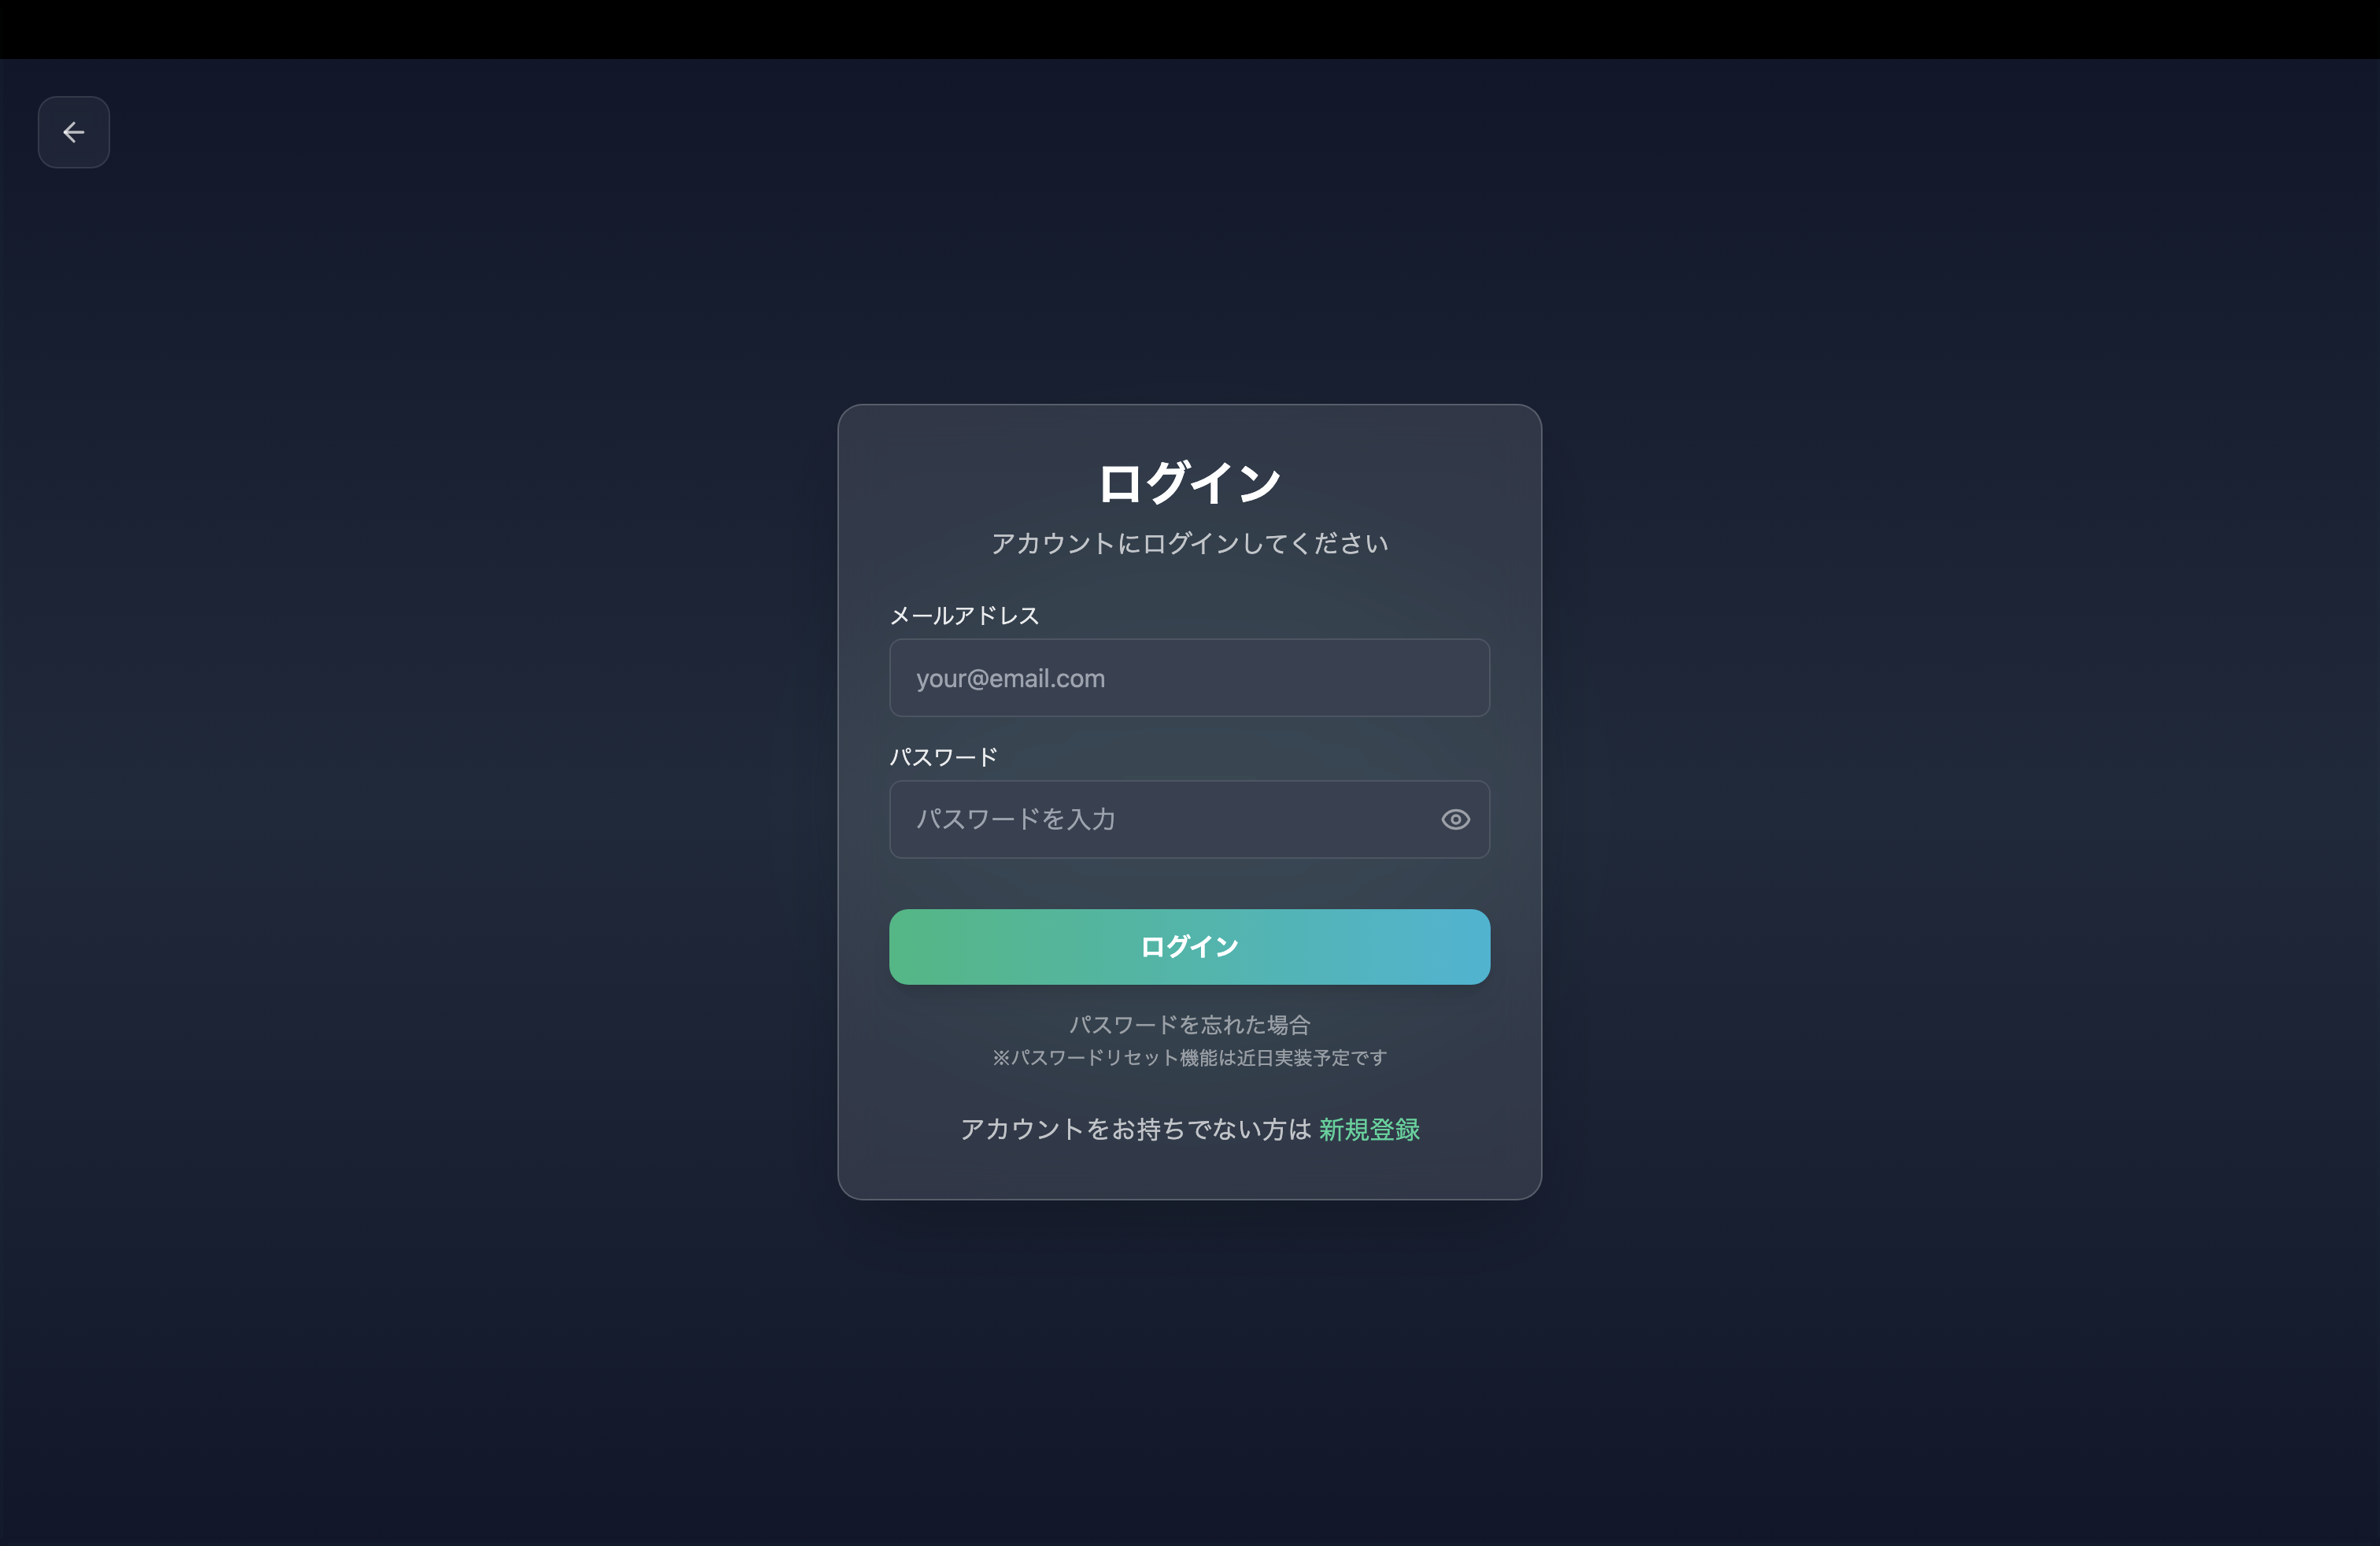 ログイン
アカウントにログインしてください
メールアドレス
your@email.com
パスワード
パスワードを入力
ログイン
パスワードを忘れた場合
※パスワードリセット機能は近日実装予定です
アカウントをお持ちでない方は 新規登録